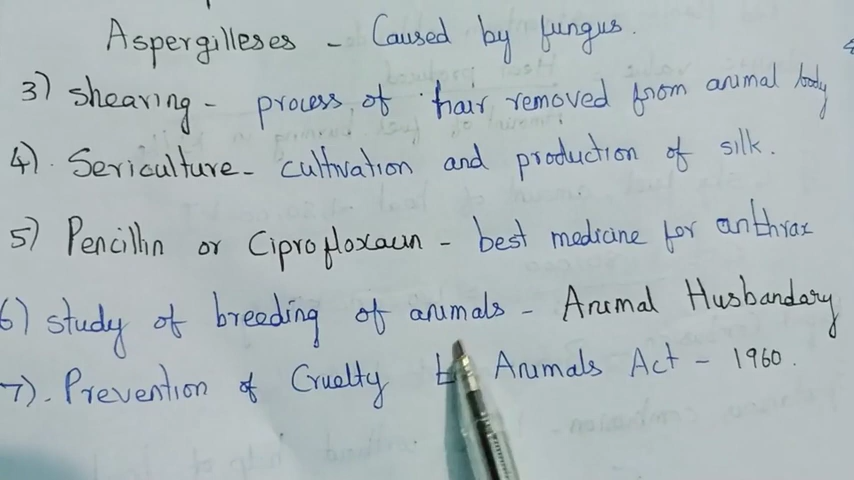 Aspergilleses - Caused by fungus.
3) Shearing - process of hair removed from animal body
4). Sericulture - cultivation and production of silk.
5) Pencillin or Ciprofloxacin - best medicine for anthrax
6) study of breeding of animals - Animal Husbandary
7). Prevention of Cruelty to Animals Act - 1960.